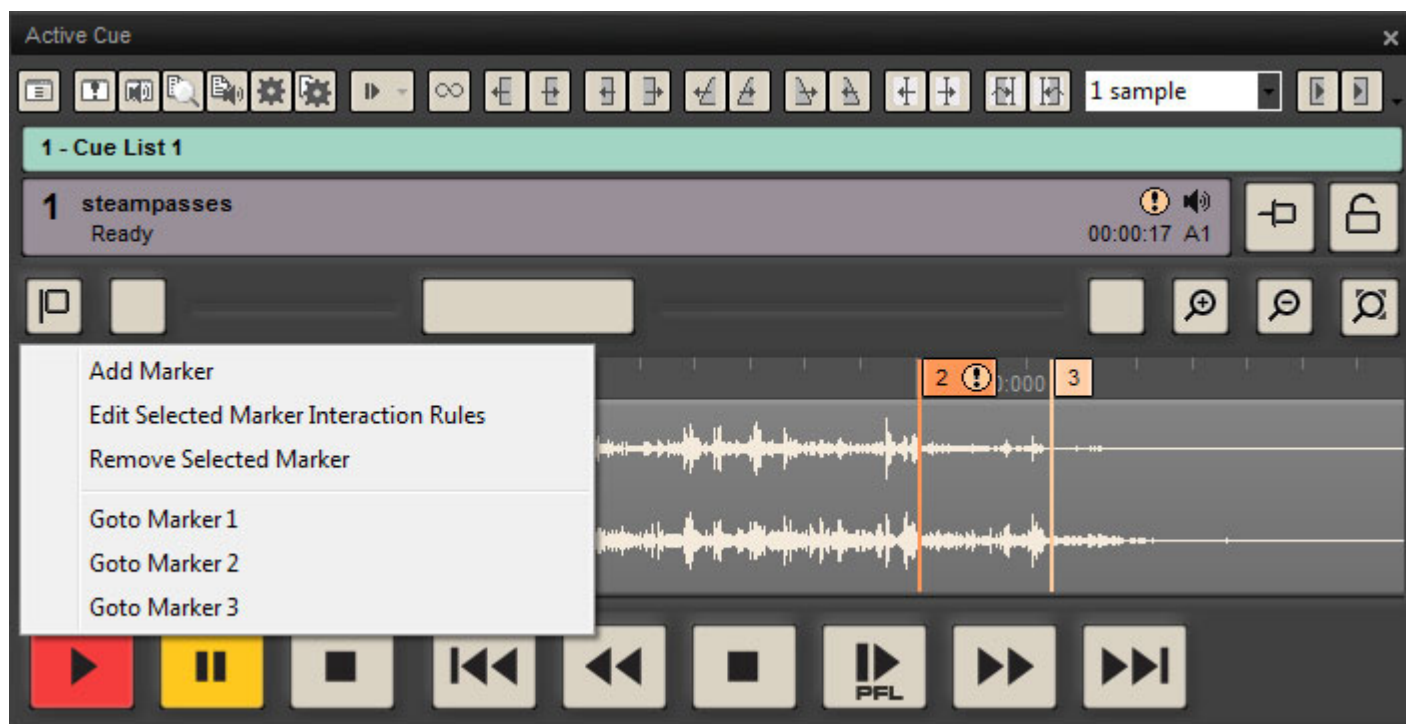 Active Cue
1 sample
1 - Cue List 1
1 steampasses
Ready
00:00:17 A1
Add Marker
Edit Selected Marker Interaction Rules
Remove Selected Marker
Goto Marker 1
Goto Marker 2
Goto Marker 3
2 :000 3
PFL